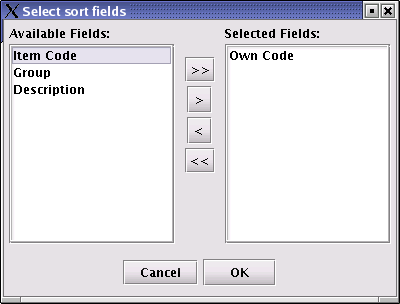 Select sort fields
Available Fields:
Selected Fields:
Item Code
Group
Description
>>
>
<
<<
Own Code
Cancel
OK